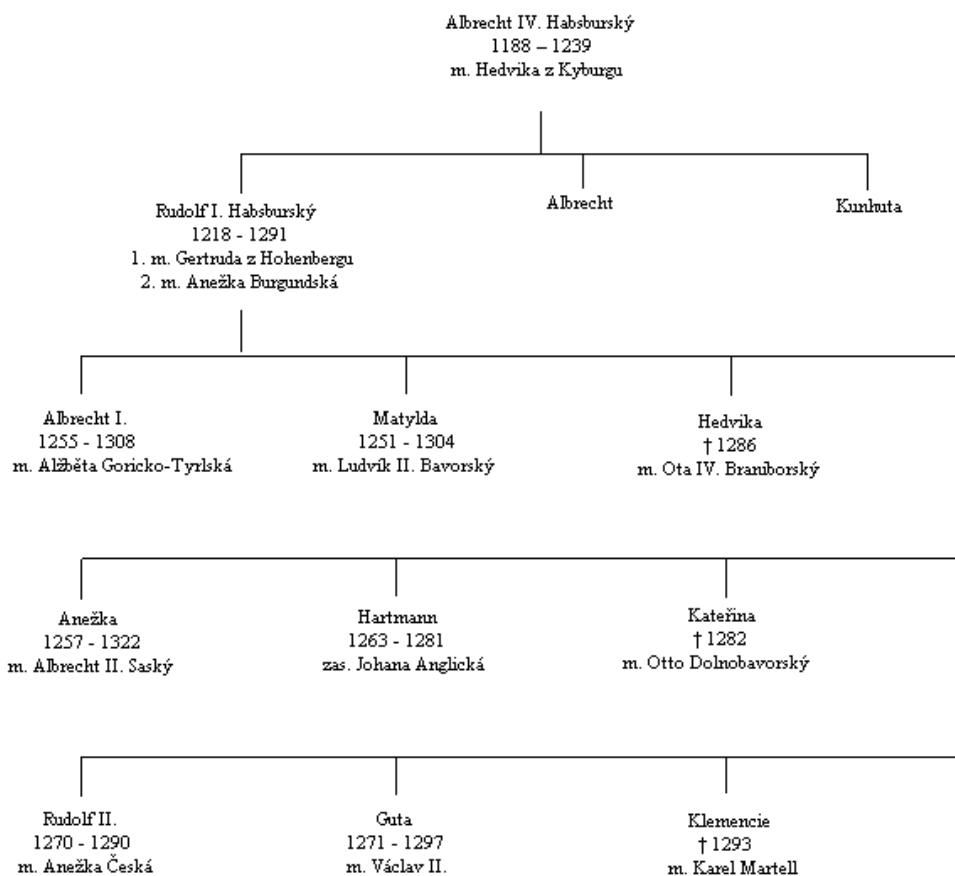 Albrecht IV. Habsburský
1188 – 1239
m. Hedvika z Kyburgu
Rudolf I. Habsburský
1218 - 1291
1. m. Gertruda z Hohenbergu
2. m. Anežka Burgundská
Albrecht
Kunhuta
Albrecht I.
1255 - 1308
m. Alžběta Goricko-Tyrlská
Matylda
1251 - 1304
m. Ludvík II. Bavorský
Hedvika
† 1286
m. Ota IV. Braniborský
Anežka
1257 - 1322
m. Albrecht II. Saský
Hartmann
1263 - 1281
zas. Johana Anglická
Kateřina
† 1282
m. Otto Dolnobavorský
Rudolf II.
1270 - 1290
m. Anežka Česká
Guta
1271 - 1297
m. Václav II.
Klemencie
† 1293
m. Karel Martell